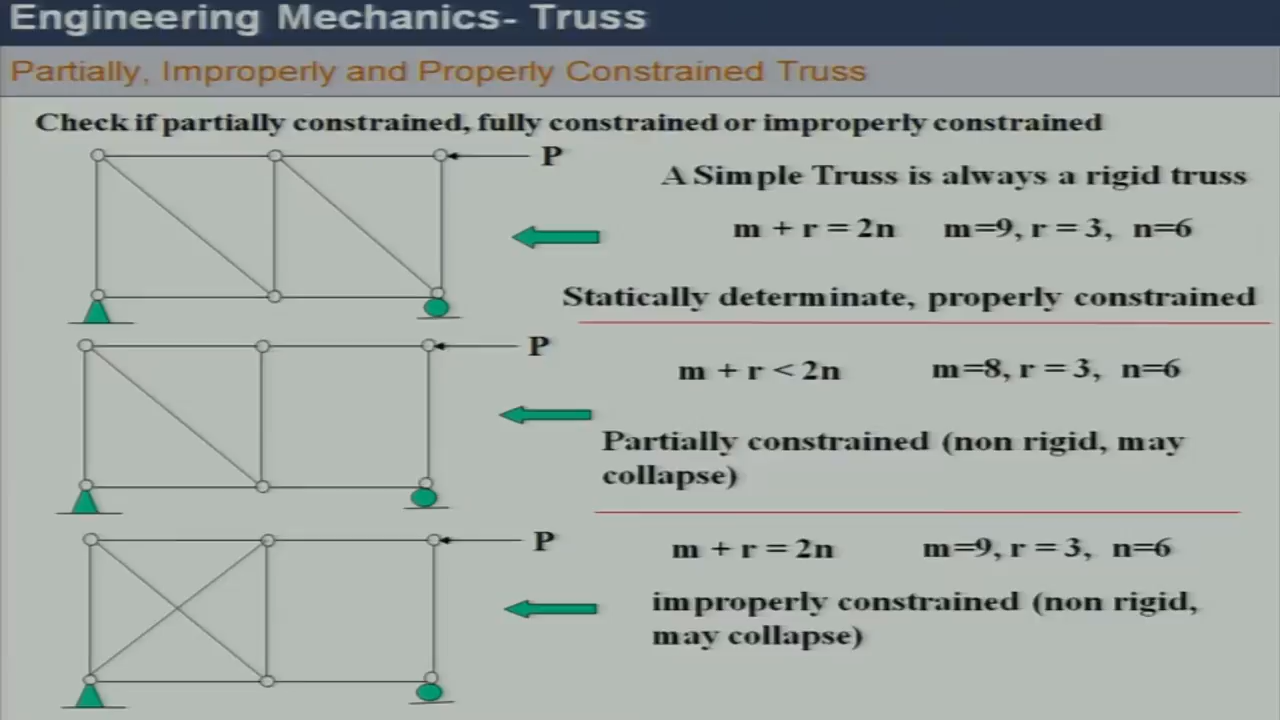 Engineering Mechanics- Truss
Partially, Improperly and Properly Constrained Truss
Check if partially constrained, fully constrained or improperly constrained
P
A Simple Truss is always a rigid truss
m + r = 2n m=9, r = 3, n=6
Statically determinate, properly constrained
P
m + r < 2n m=8, r = 3, n=6
Partially constrained (non rigid, may
collapse)
P
m + r = 2n m=9, r = 3, n=6
improperly constrained (non rigid,
may collapse)